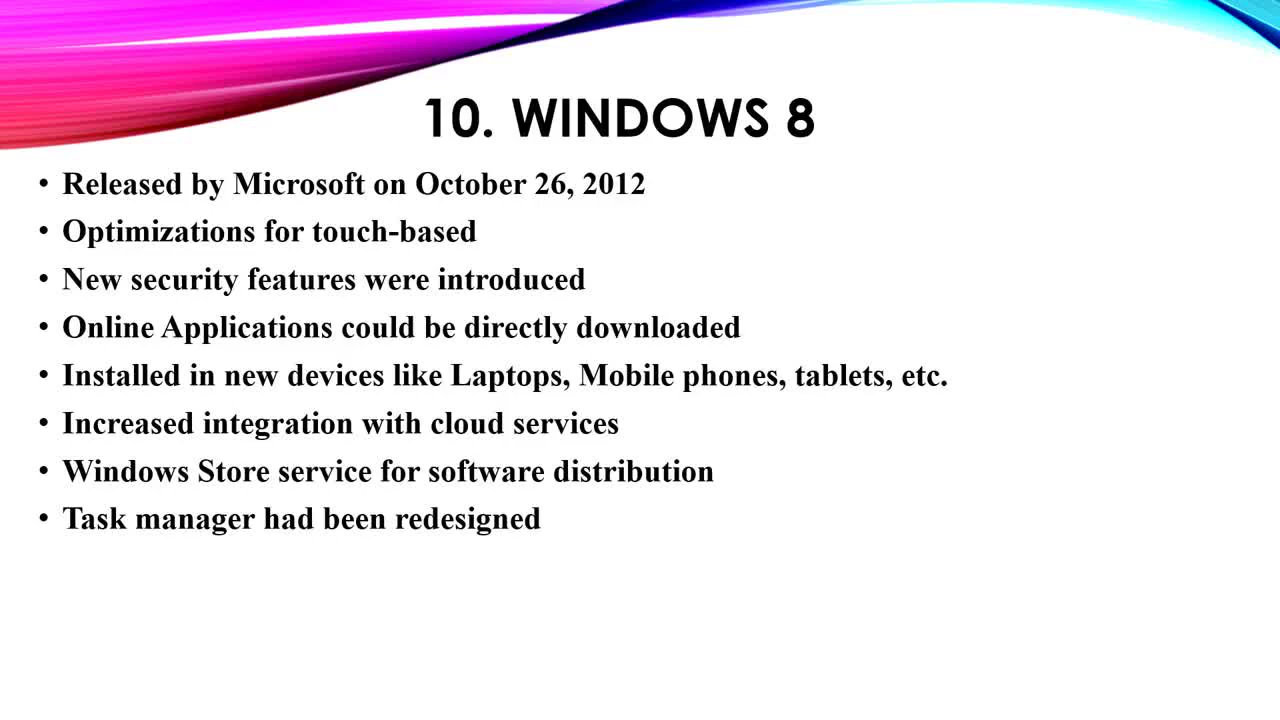 10. WINDOWS 8
• Released by Microsoft on October 26, 2012
• Optimizations for touch-based
• New security features were introduced
• Online Applications could be directly downloaded
• Installed in new devices like Laptops, Mobile phones, tablets, etc.
• Increased integration with cloud services
• Windows Store service for software distribution
• Task manager had been redesigned